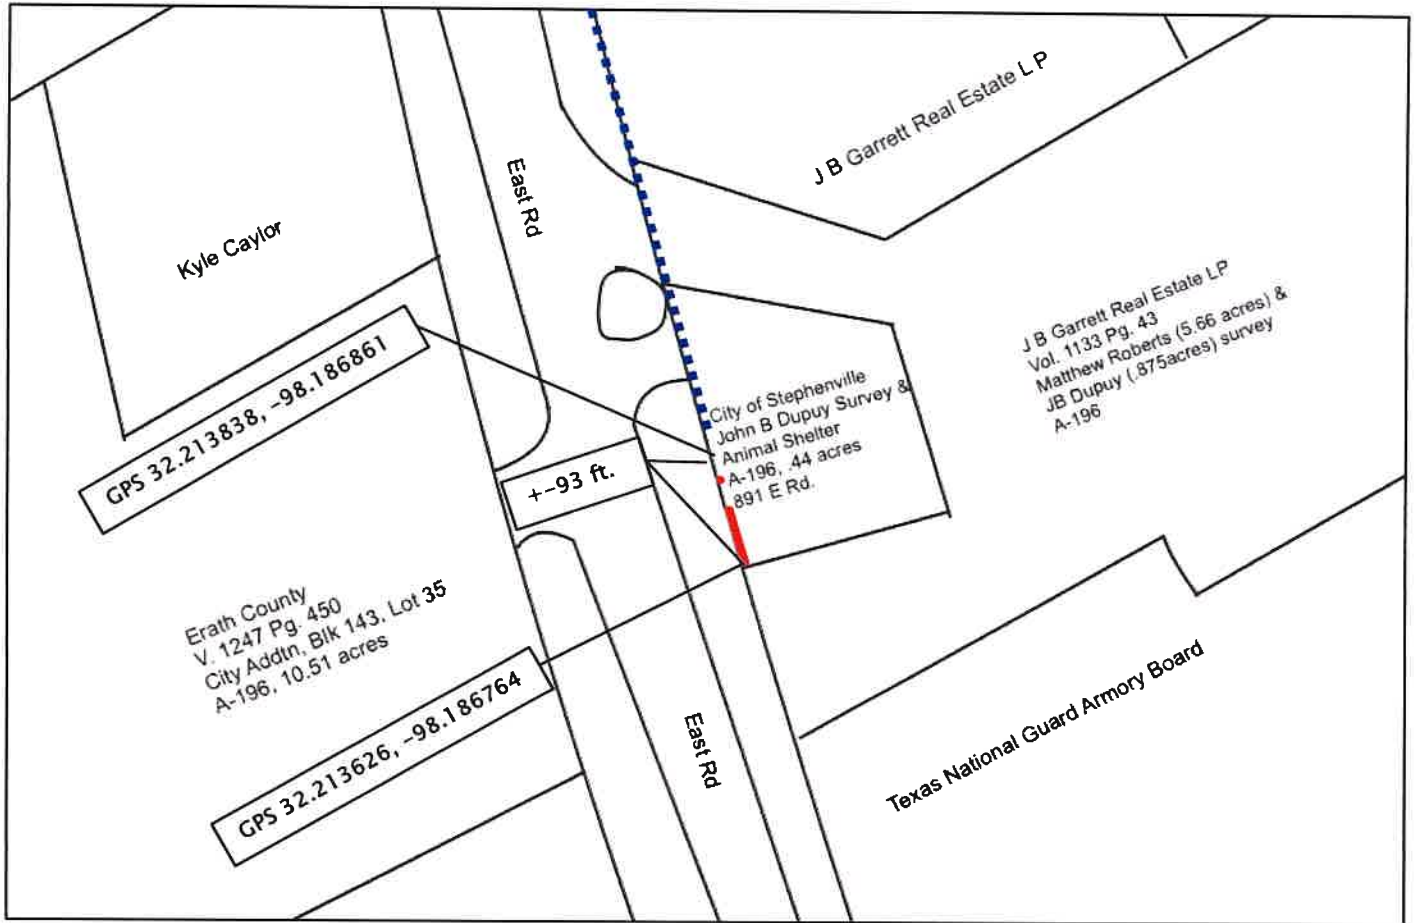 J B Garrett Real Estate L P
East Rd
Kyle Caylor
GPS 32.213838, -98.186861
J B Garrett Real Estate LP
Vol. 1133 Pg. 43
Matthew Roberts (5.66 acres) &
JB Dupuy (.875acres) survey
A-196
City of Stephenville
John B Dupuy Survey &
Animal Shelter
A-196, .44 acres
891 E Rd.
+-93 ft.
Erath County
V. 1247 Pg. 450
City Addtn, Blk 143, Lot 35
A-196, 10.51 acres
GPS 32.213626, -98.186764
East Rd
Texas National Guard Armory Board